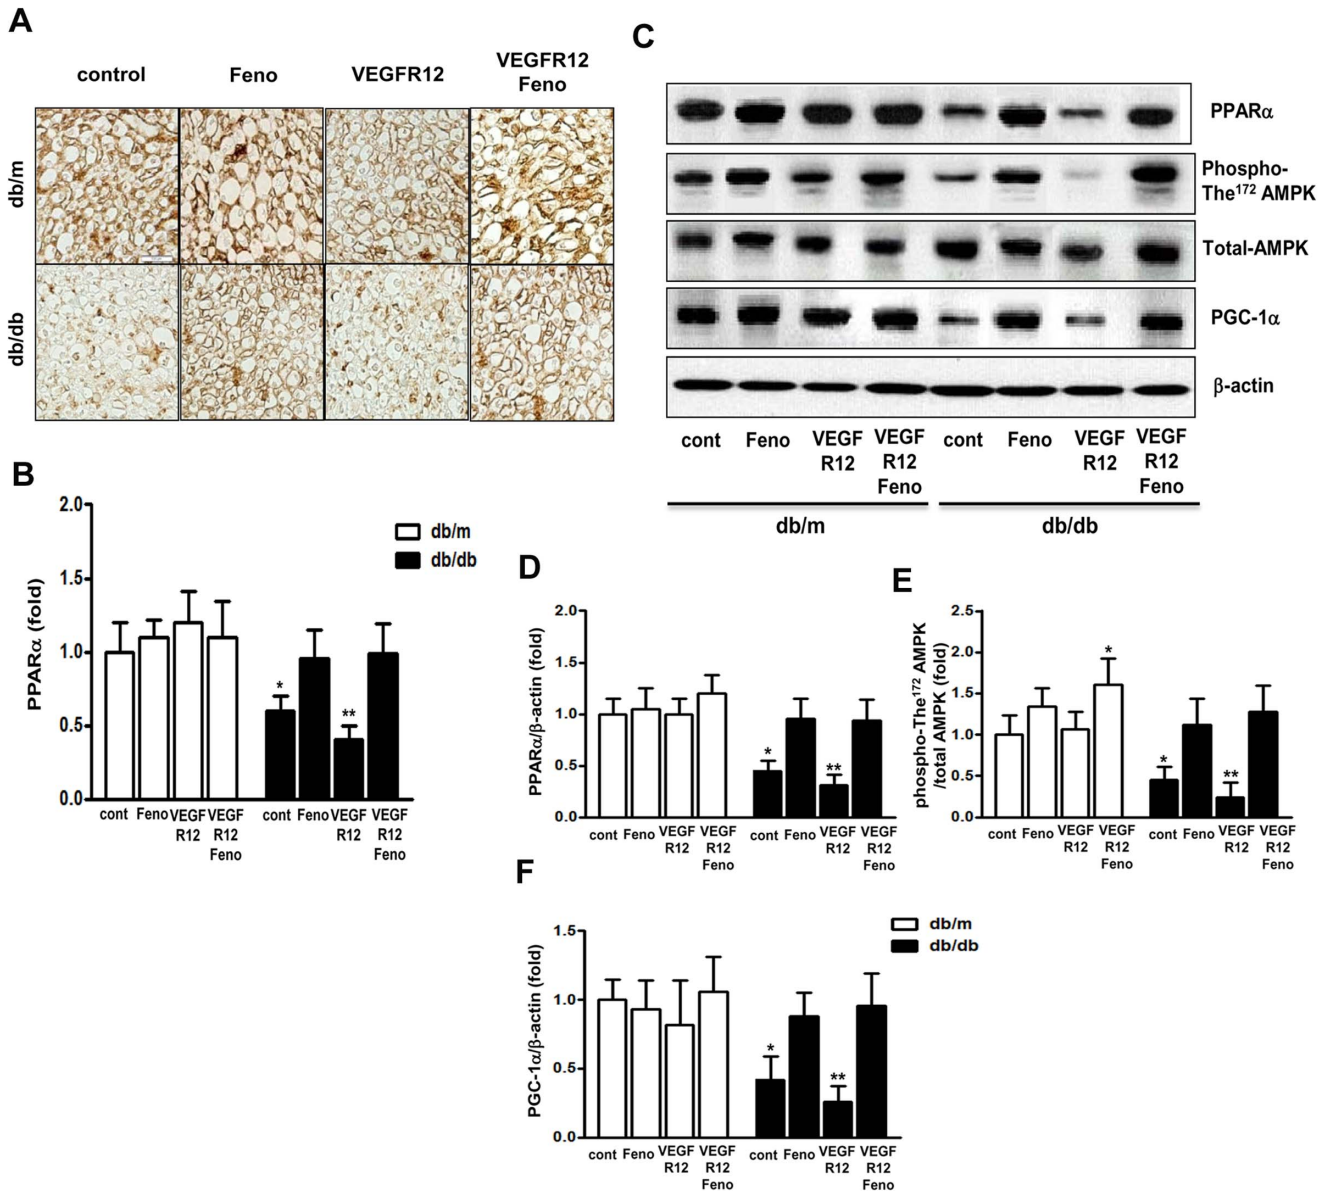 A
control
Feno
VEGFR12
VEGFR12
Feno
db/m
db/db
B
PPARα (fold)
2.0
1.5
1.0
0.5
0.0
db/m
db/db
*
**
cont
Feno
VEGF
R12
VEGF
R12
Feno
cont
Feno
VEGF
R12
VEGF
R12
Feno
C
PPARα
Phospho-
The¹⁷² AMPK
Total-AMPK
PGC-1α
β-actin
cont
Feno
VEGF
R12
VEGF
R12
Feno
cont
Feno
VEGF
R12
VEGF
R12
Feno
db/m
db/db
D
PPARα/β-actin (fold)
2.0
1.5
1.0
0.5
0.0
*
**
cont
Feno
VEGF
R12
VEGF
R12
Feno
cont
Feno
VEGF
R12
VEGF
R12
Feno
E
phospho-The¹⁷² AMPK
/total AMPK (fold)
2.5
2.0
1.5
1.0
0.5
0.0
*
*
**
cont
Feno
VEGF
R12
VEGF
R12
Feno
cont
Feno
VEGF
R12
VEGF
R12
Feno
F
PGC-1α/β-actin (fold)
1.5
1.0
0.5
0.0
db/m
db/db
*
**
cont
Feno
VEGF
R12
VEGF
R12
Feno
cont
Feno
VEGF
R12
VEGF
R12
Feno